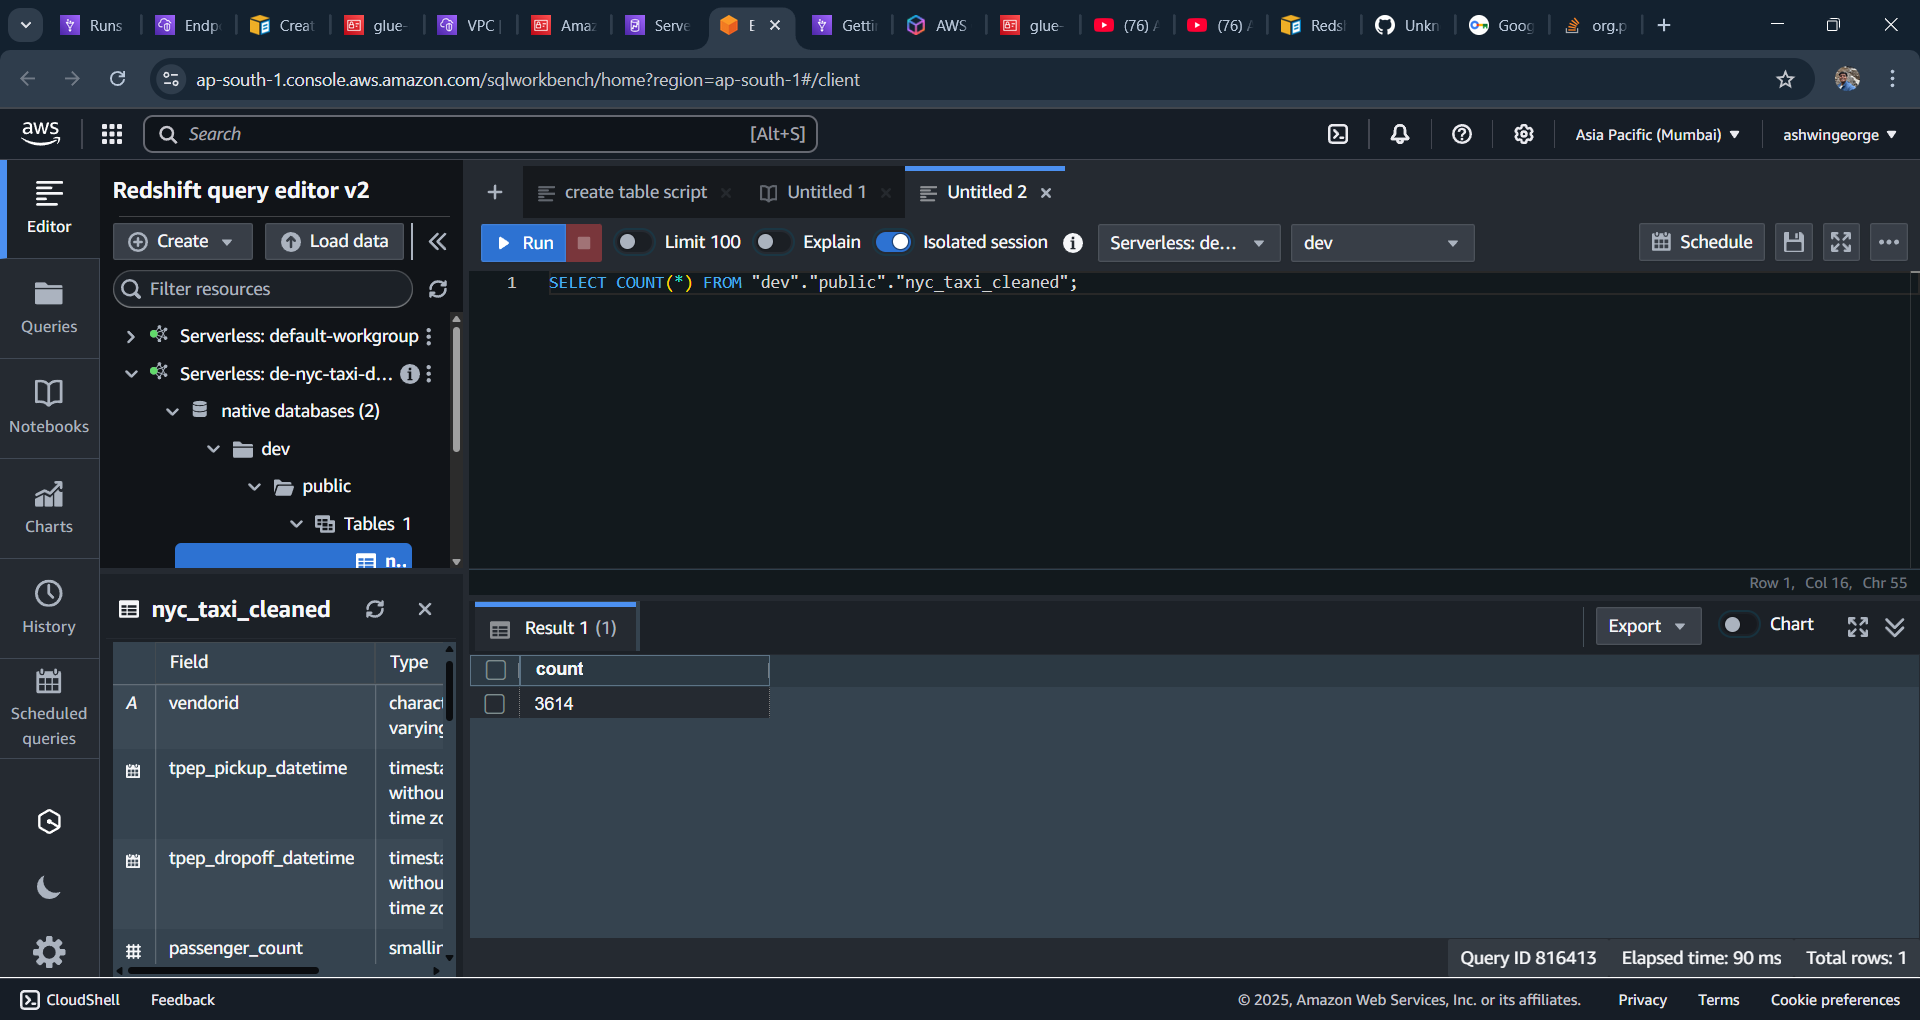 Runs
Endp
Creat
glue-
VPC |
Amaz
Serve
E
Gettin
AWS
glue-
(76) A
(76) A
Redsh
Unkn
Goog
org.p
ap-south-1.console.aws.amazon.com/sqlworkbench/home?region=ap-south-1#/client
aws
Search
[Alt+S]
Asia Pacific (Mumbai)
ashwingeorge
Editor
Queries
Notebooks
Charts
History
Scheduled
queries
Redshift query editor v2
Create
Load data
Filter resources
Serverless: default-workgroup
Serverless: de-nyc-taxi-d...
native databases (2)
dev
public
Tables 1
n..
nyc_taxi_cleaned
Field Type
vendorid charact
varying
tpep_pickup_datetime timesta
withou
time zo
tpep_dropoff_datetime timesta
withou
time zo
passenger_count smallin
create table script
Untitled 1
Untitled 2
Run
Limit 100
Explain
Isolated session
Serverless: de...
dev
Schedule
1 SELECT COUNT(*) FROM "dev"."public"."nyc_taxi_cleaned";
Row 1, Col 16, Chr 55
Result 1 (1)
Export
Chart
count
3614
Query ID 816413 Elapsed time: 90 ms Total rows: 1
CloudShell Feedback
© 2025, Amazon Web Services, Inc. or its affiliates. Privacy Terms Cookie preferences